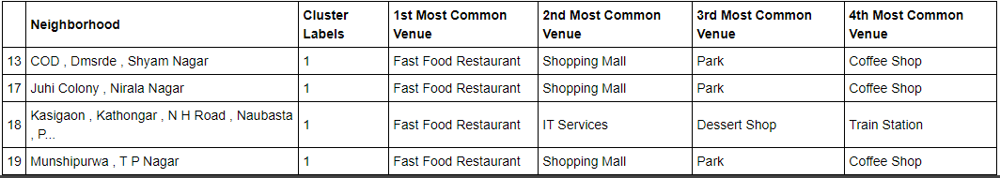 Neighborhood Cluster Labels 1st Most Common Venue 2nd Most Common Venue 3rd Most Common Venue 4th Most Common Venue
13 COD , Dmsrde , Shyam Nagar 1 Fast Food Restaurant Shopping Mall Park Coffee Shop
17 Juhi Colony , Nirala Nagar 1 Fast Food Restaurant Shopping Mall Park Coffee Shop
18 Kasigaon , Kathongar , N H Road , Naubasta , P... 1 Fast Food Restaurant IT Services Dessert Shop Train Station
19 Munshipurwa , T P Nagar 1 Fast Food Restaurant Shopping Mall Park Coffee Shop